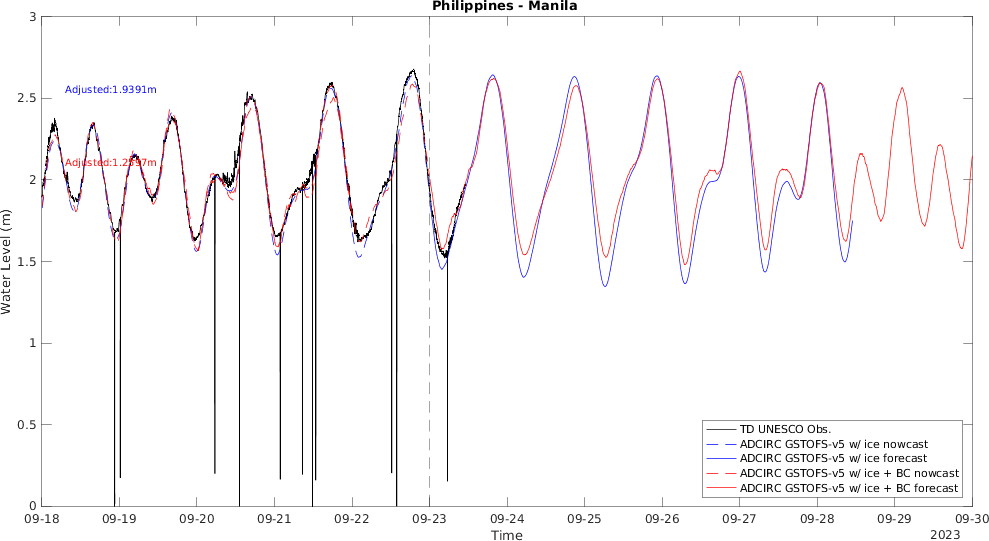 Philippines - Manila
3
2.5
2
1.5
1
0.5
0
Water Level (m)
Adjusted:1.9391m
Adjusted:1.2597m
TD UNESCO Obs.
ADCIRC GSTOFS-v5 w/ ice nowcast
ADCIRC GSTOFS-v5 w/ ice forecast
ADCIRC GSTOFS-v5 w/ ice + BC nowcast
ADCIRC GSTOFS-v5 w/ ice + BC forecast
09-18 09-19 09-20 09-21 09-22 09-23 09-24 09-25 09-26 09-27 09-28 09-29 09-30
Time
2023